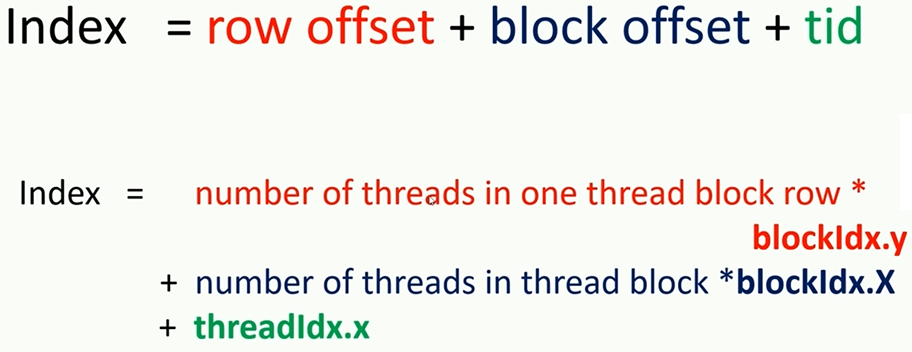 Index = row offset + block offset + tid
Index = number of threads in one thread block row *
blockIdx.y
+ number of threads in thread block *blockIdx.X
+ threadIdx.x